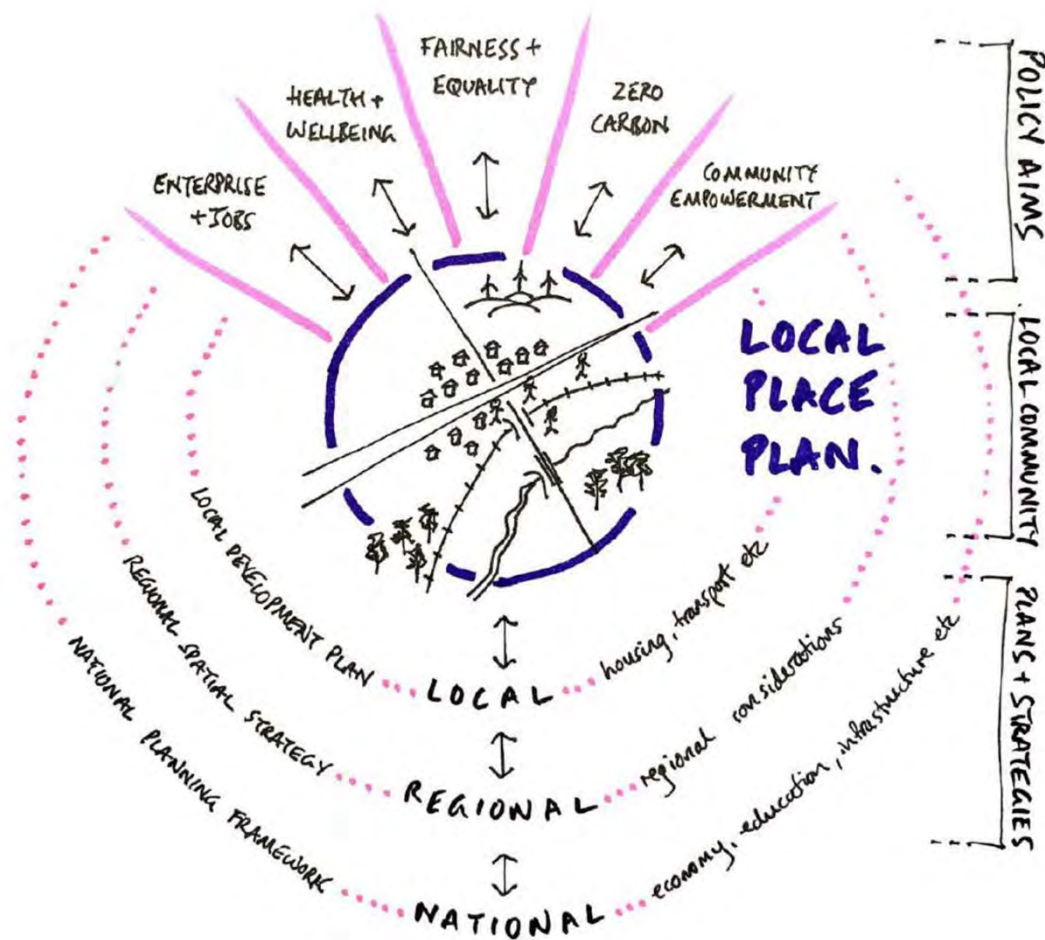 FAIRNESS +
EQUALITY
HEALTH +
WELLBEING
ZERO
CARBON
ENTERPRISE
+ JOBS
COMMUNITY
EMPOWERMENT
POLICY AIMS
LOCAL
PLACE
PLAN.
LOCAL COMMUNITY
PLANS + STRATEGIES
LOCAL DEVELOPMENT PLAN
LOCAL
housing, transport etc
REGIONAL SPATIAL STRATEGY
REGIONAL
regional considerations
NATIONAL PLANNING FRAMEWORK
NATIONAL
economy, education, infrastructure etc